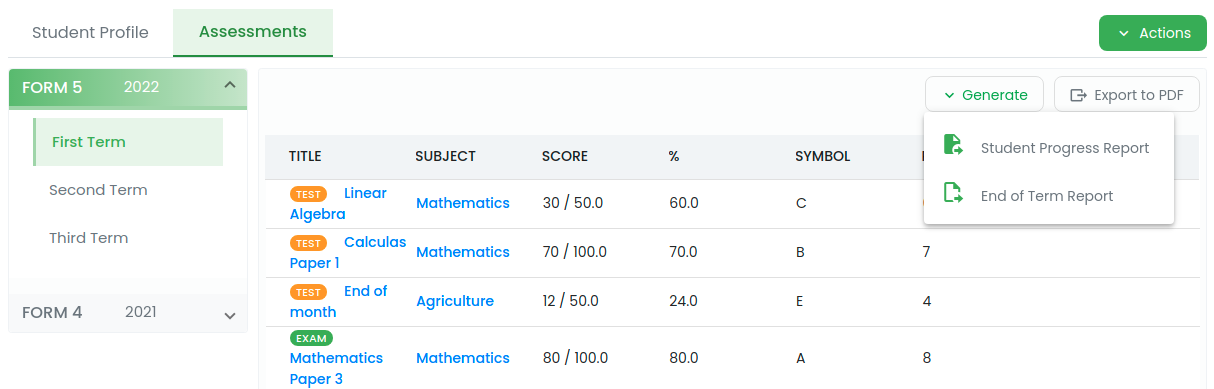 Student Profile
Assessments
Actions
FORM 5 2022
First Term
Second Term
Third Term
FORM 4 2021
Generate
Export to PDF
Student Progress Report
End of Term Report
TITLE SUBJECT SCORE % SYMBOL
TEST Linear
Algebra
Mathematics 30 / 50.0 60.0 C
TEST Calculas
Paper 1
Mathematics 70 / 100.0 70.0 B 7
TEST End of
month
Agriculture 12 / 50.0 24.0 E 4
EXAM
Mathematics
Paper 3
Mathematics 80 / 100.0 80.0 A 8